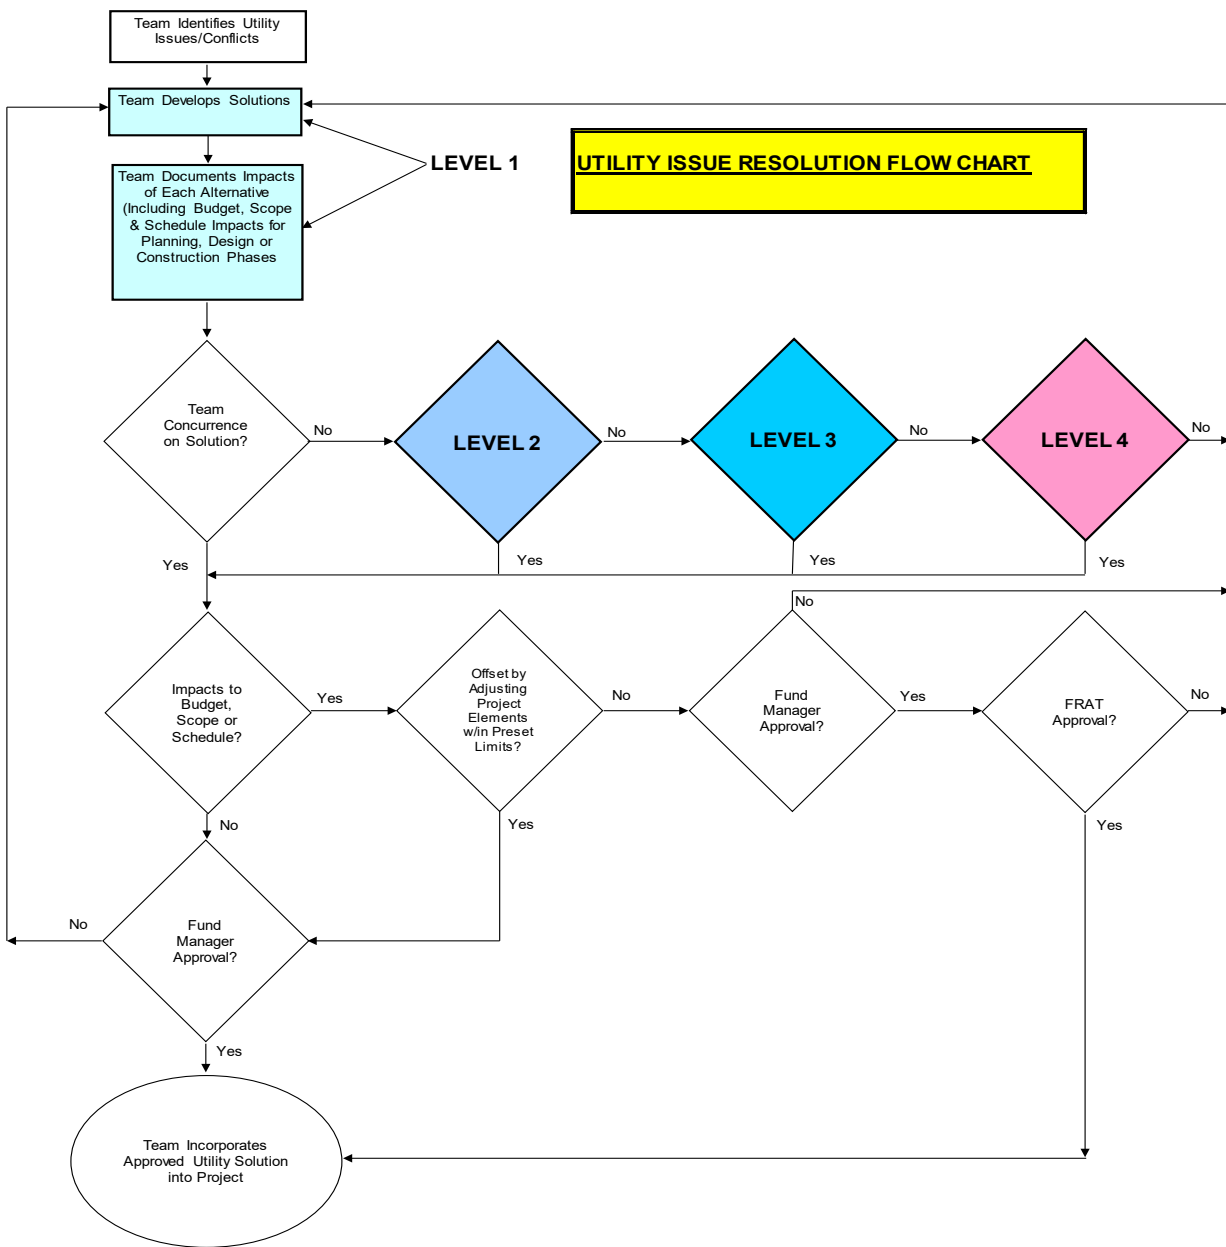 Team Identifies Utility
Issues/Conflicts
Team Develops Solutions
LEVEL 1
UTILITY ISSUE RESOLUTION FLOW CHART
Team Documents Impacts
of Each Alternative
(Including Budget, Scope
& Schedule Impacts for
Planning, Design or
Construction Phases
Team
Concurrence
on Solution?
No
LEVEL 2
No
LEVEL 3
No
LEVEL 4
No
Yes
Yes
Yes
Yes
Impacts to
Budget,
Scope or
Schedule?
Yes
Offset by
Adjusting
Project
Elements
w/in Preset
Limits?
No
No
Fund
Manager
Approval?
Yes
FRAT
Approval?
No
No
Yes
Yes
Fund
Manager
Approval?
No
Yes
Team Incorporates
Approved Utility Solution
into Project